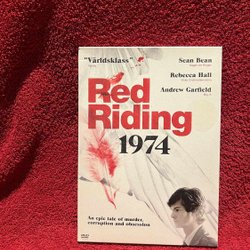 "Världsklass"
Sean Bean
Rebecca Hall
Andrew Garfield
Red
Riding
1974
An epic tale of murder,
corruption and obsession